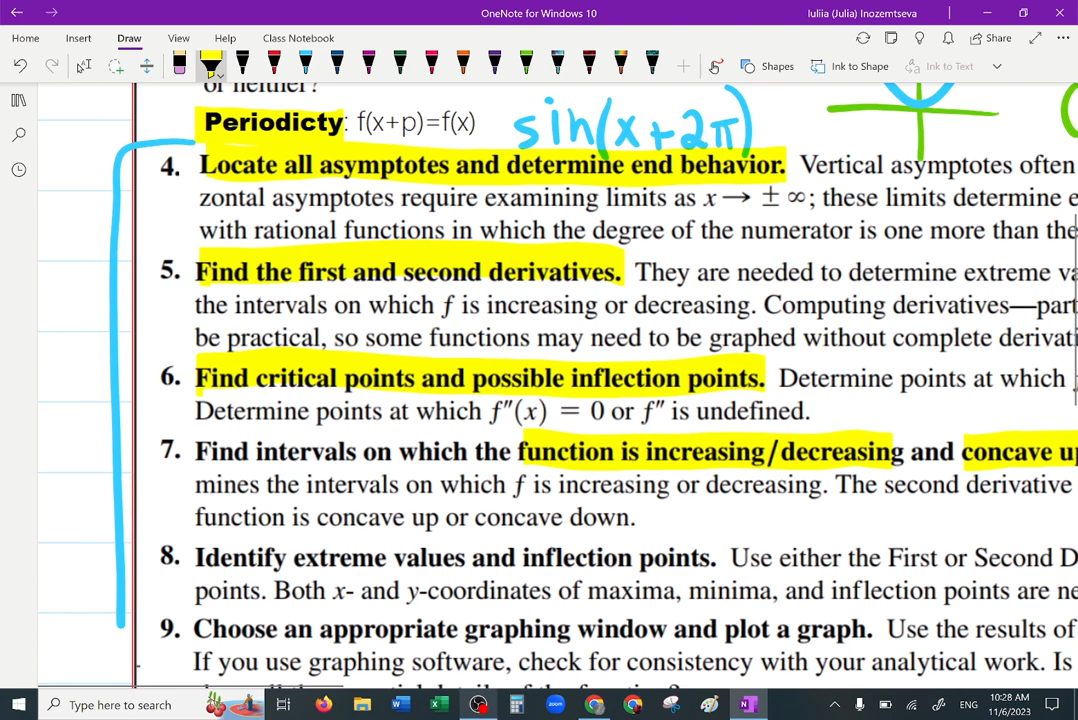 OneNote for Windows 10
Iuliia (Julia) Inozemtseva
Home Insert Draw View Help Class Notebook
Share
Shapes Ink to Shape Ink to Text
or neither?
Periodicty: f(x+p)=f(x) sin(x+2π)
4. Locate all asymptotes and determine end behavior. Vertical asymptotes often
zontal asymptotes require examining limits as x → ± ∞; these limits determine e
with rational functions in which the degree of the numerator is one more than the
5. Find the first and second derivatives. They are needed to determine extreme va
the intervals on which f is increasing or decreasing. Computing derivatives—part
be practical, so some functions may need to be graphed without complete derivati
6. Find critical points and possible inflection points. Determine points at which
Determine points at which f″(x) = 0 or f″ is undefined.
7. Find intervals on which the function is increasing/decreasing and concave up
mines the intervals on which f is increasing or decreasing. The second derivative
function is concave up or concave down.
8. Identify extreme values and inflection points. Use either the First or Second D
points. Both x- and y-coordinates of maxima, minima, and inflection points are ne
9. Choose an appropriate graphing window and plot a graph. Use the results of
If you use graphing software, check for consistency with your analytical work. Is
Type here to search
ENG
10:28 AM
11/6/2023